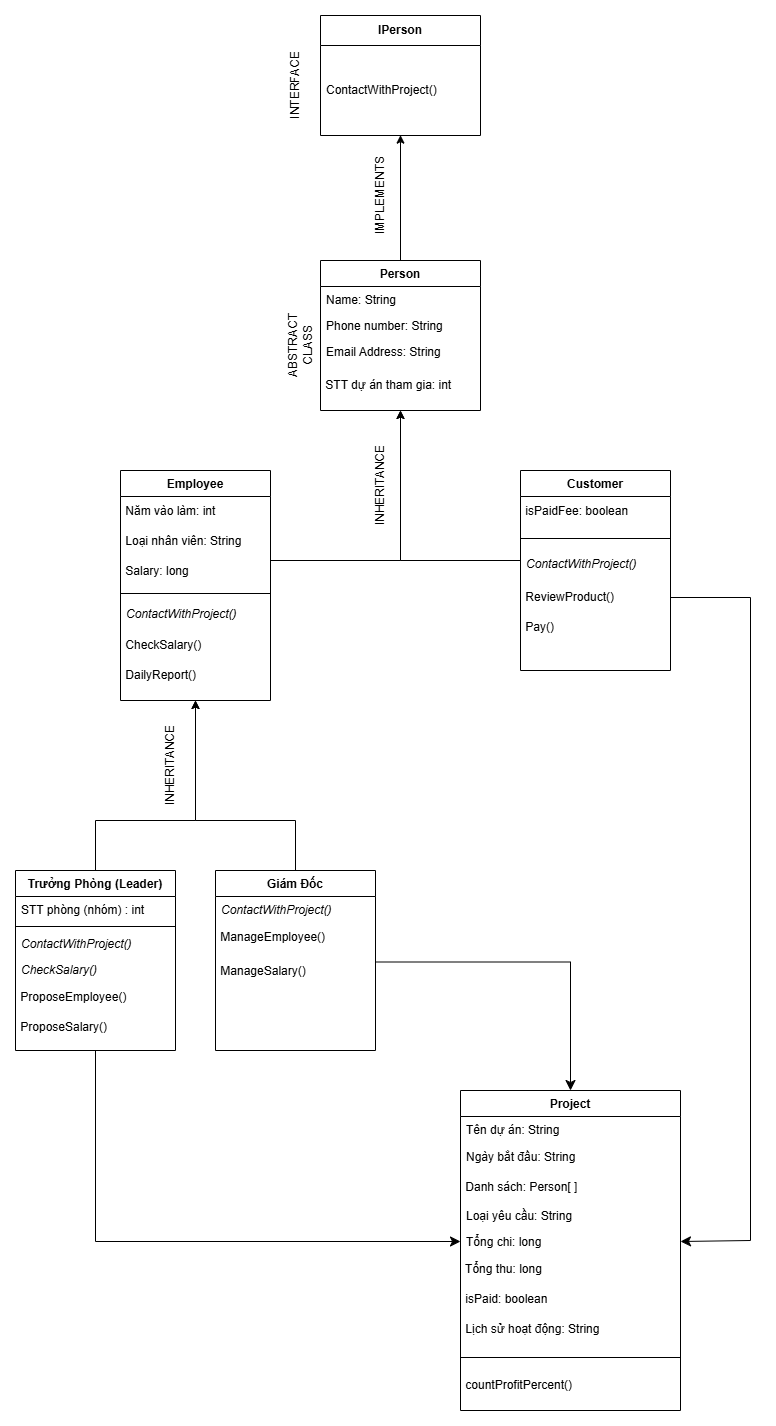 IPerson
INTERFACE
ContactWithProject()
IMPLEMENTS
Person
ABSTRACT
CLASS
Name: String
Phone number: String
Email Address: String
STT dự án tham gia: int
INHERITANCE
Employee
Năm vào làm: int
Loại nhân viên: String
Salary: long
ContactWithProject()
CheckSalary()
DailyReport()
Customer
isPaidFee: boolean
ContactWithProject()
ReviewProduct()
Pay()
INHERITANCE
Trưởng Phòng (Leader)
STT phòng (nhóm) : int
ContactWithProject()
CheckSalary()
ProposeEmployee()
ProposeSalary()
Giám Đốc
ContactWithProject()
ManageEmployee()
ManageSalary()
Project
Tên dự án: String
Ngày bắt đầu: String
Danh sách: Person[ ]
Loại yêu cầu: String
Tổng chi: long
Tổng thu: long
isPaid: boolean
Lịch sử hoạt động: String
countProfitPercent()